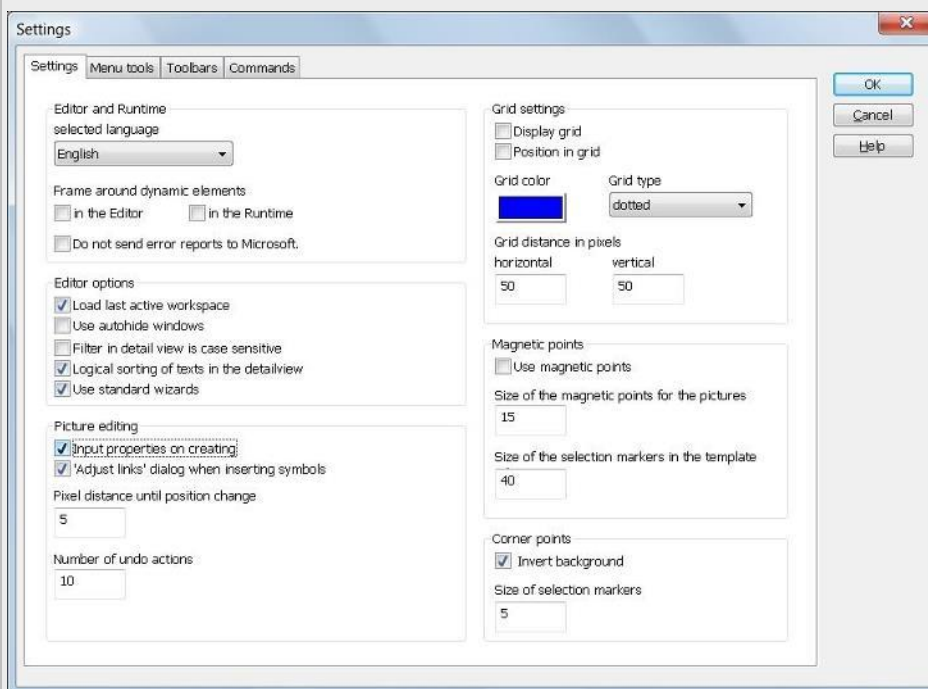 Settings
Settings Menu tools Toolbars Commands
OK
Cancel
Help
Editor and Runtime
selected language
English
Frame around dynamic elements
in the Editor in the Runtime
Do not send error reports to Microsoft.
Editor options
Load last active workspace
Use autohide windows
Filter in detail view is case sensitive
Logical sorting of texts in the detailview
Use standard wizards
Picture editing
Input properties on creating
'Adjust links' dialog when inserting symbols
Pixel distance until position change
5
Number of undo actions
10
Grid settings
Display grid
Position in grid
Grid color Grid type
dotted
Grid distance in pixels
horizontal vertical
50 50
Magnetic points
Use magnetic points
Size of the magnetic points for the pictures
15
Size of the selection markers in the template
40
Corner points
Invert background
Size of selection markers
5